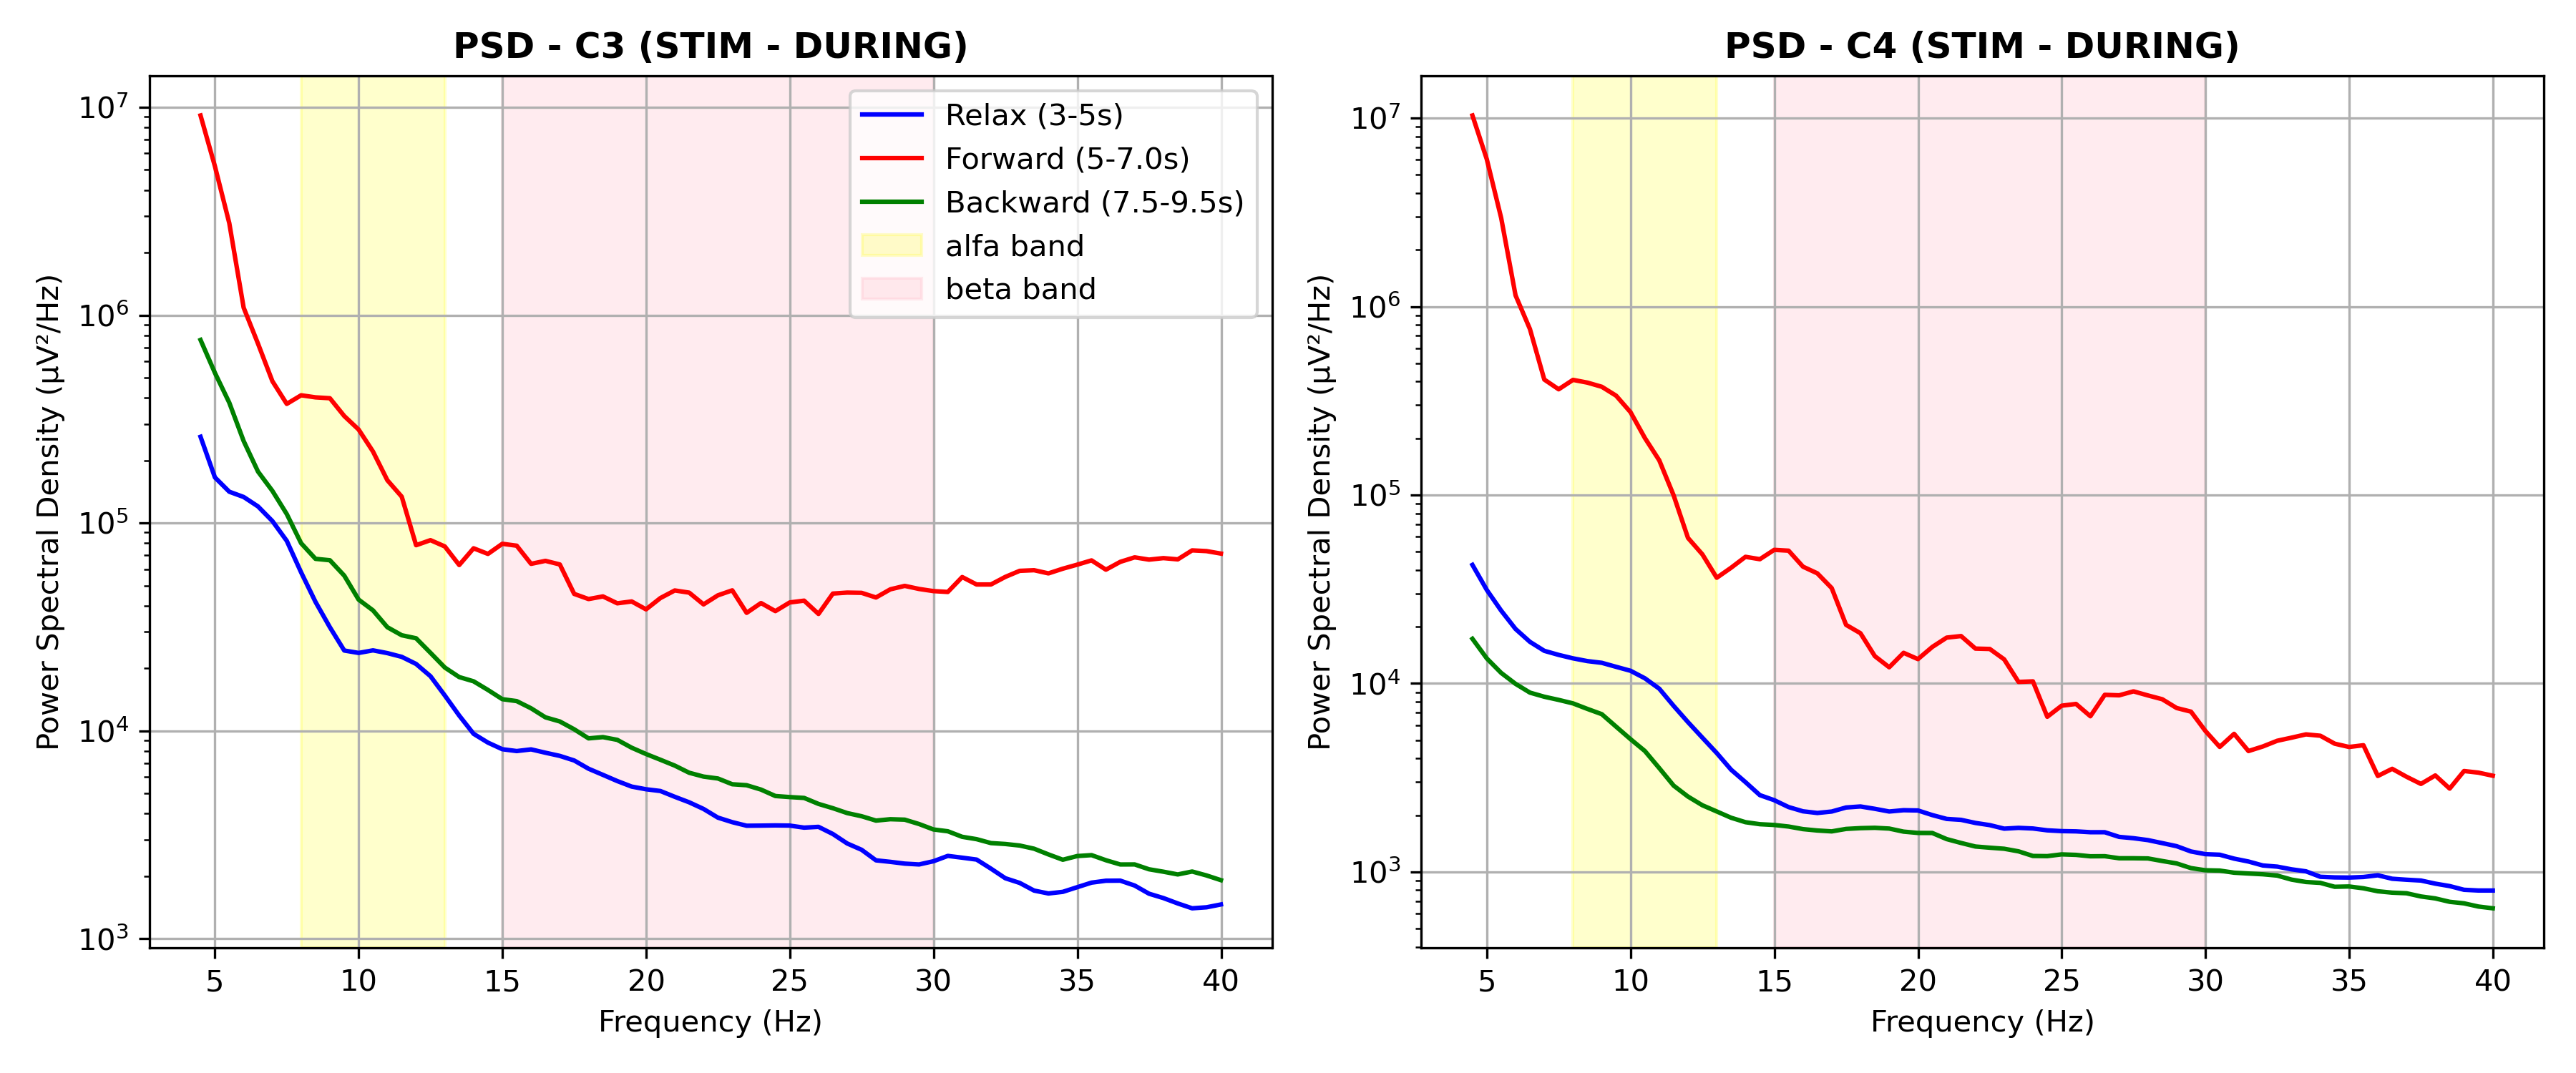 PSD - C3 (STIM - DURING)
Power Spectral Density (µV²/Hz)
10⁷
10⁶
10⁵
10⁴
10³
Relax (3-5s)
Forward (5-7.0s)
Backward (7.5-9.5s)
alfa band
beta band
5 10 15 20 25 30 35 40
Frequency (Hz)
PSD - C4 (STIM - DURING)
Power Spectral Density (µV²/Hz)
10⁷
10⁶
10⁵
10⁴
10³
5 10 15 20 25 30 35 40
Frequency (Hz)